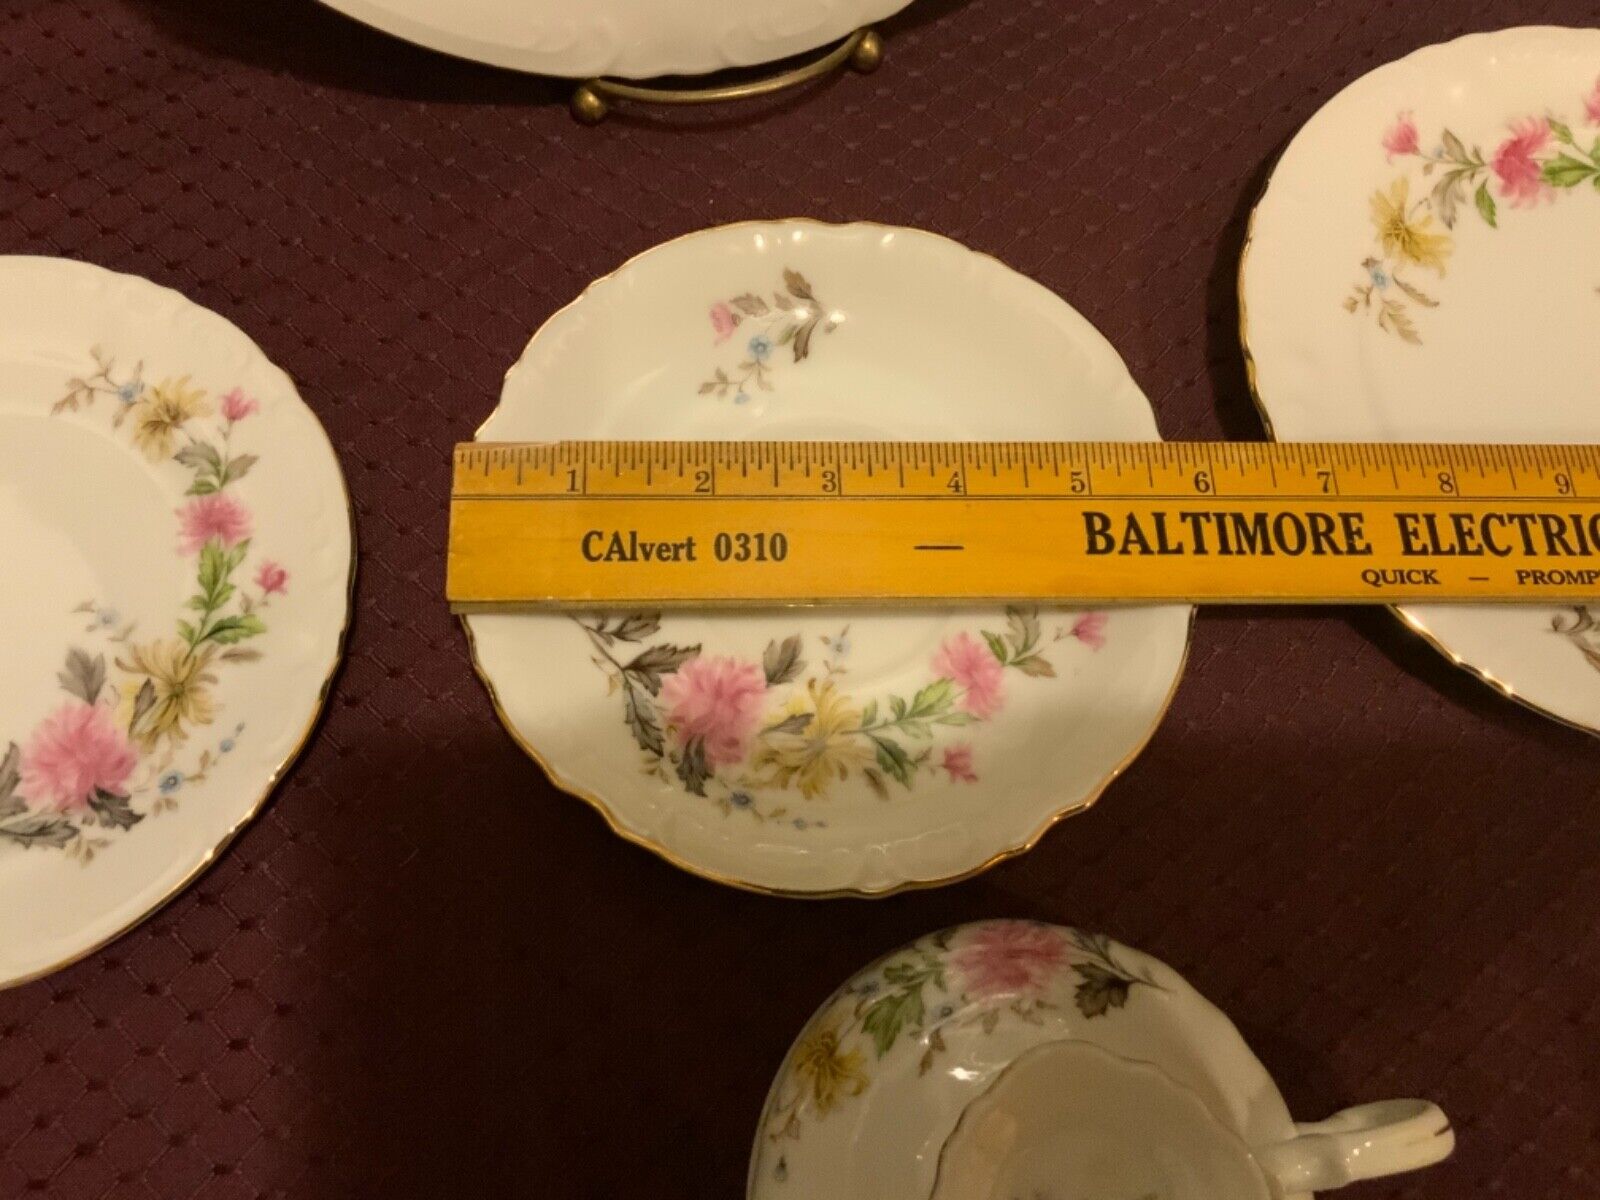 1 2 3 4 5 6 7 8 9
CAlvert 0310 — BALTIMORE ELECTRIC
QUICK — PROMP